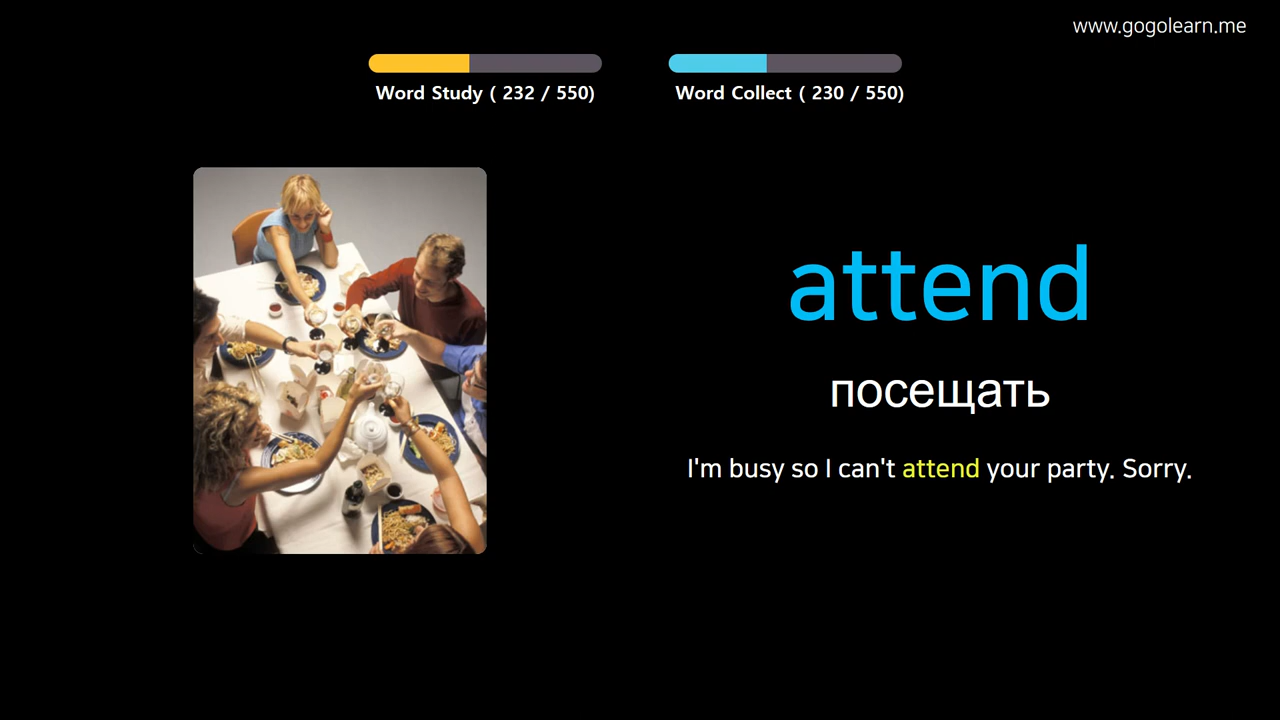 www.gogolearn.me
Word Study ( 232 / 550)
Word Collect ( 230 / 550)
attend
посещать
I'm busy so I can't attend your party. Sorry.